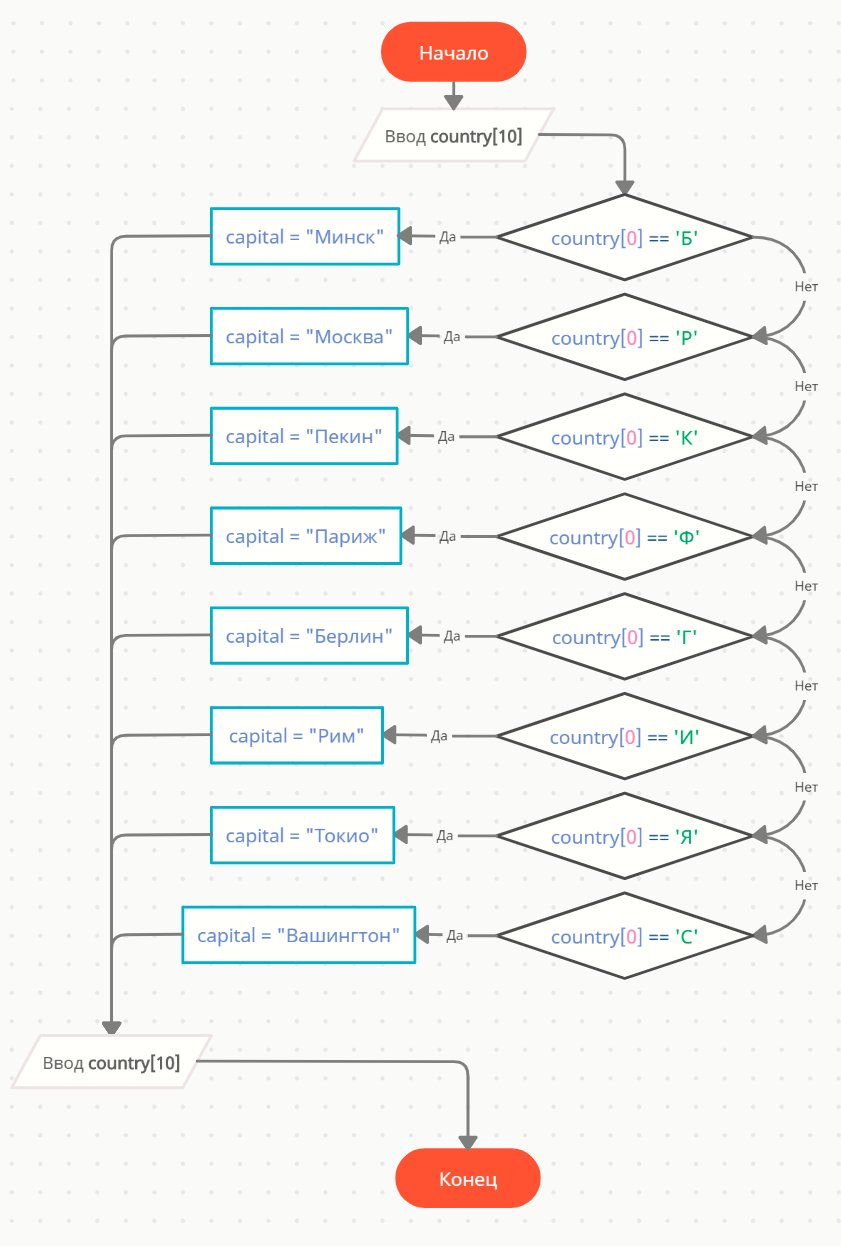 Начало
Ввод country[10]
capital = "Минск"
Да
country[0] == 'Б'
Нет
capital = "Москва"
Да
country[0] == 'Р'
Нет
capital = "Пекин"
Да
country[0] == 'К'
Нет
capital = "Париж"
Да
country[0] == 'Ф'
Нет
capital = "Берлин"
Да
country[0] == 'Г'
Нет
capital = "Рим"
Да
country[0] == 'И'
Нет
capital = "Токио"
Да
country[0] == 'Я'
Нет
capital = "Вашингтон"
Да
country[0] == 'С'
Ввод country[10]
Конец